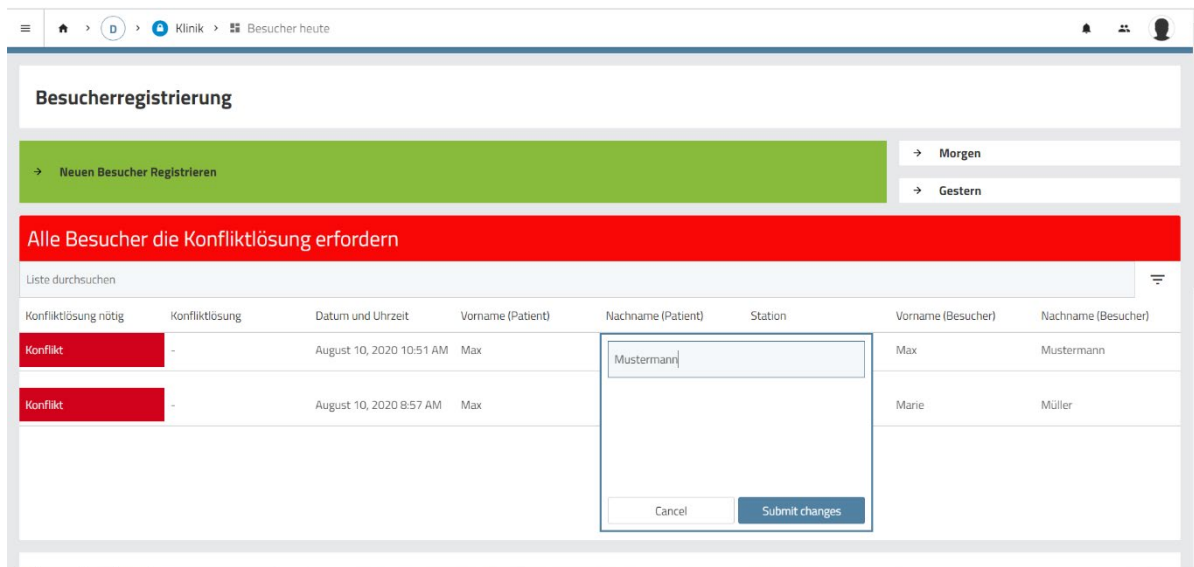 D Klinik Besucher heute
Besucherregistrierung
Neuen Besucher Registrieren
Morgen
Gestern
Alle Besucher die Konfliktlösung erfordern
Liste durchsuchen
Konfliktlösung nötig Konfliktlösung Datum und Uhrzeit Vorname (Patient) Nachname (Patient) Station Vorname (Besucher) Nachname (Besucher)
Konflikt - August 10, 2020 10:51 AM Max Mustermann Max Mustermann
Konflikt - August 10, 2020 8:57 AM Max Marie Müller
Cancel Submit changes